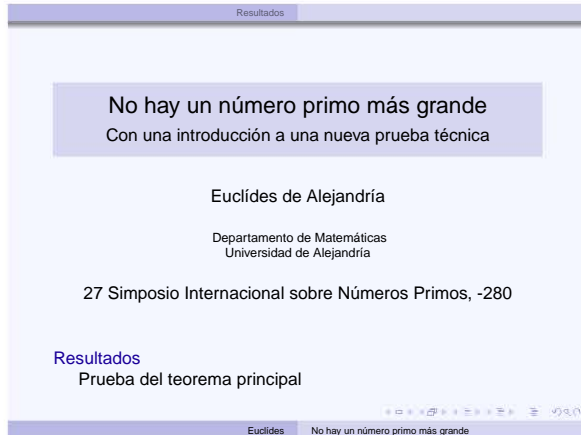 Resultados
No hay un número primo más grande
Con una introducción a una nueva prueba técnica
Euclídes de Alejandría
Departamento de Matemáticas
Universidad de Alejandría
27 Simposio Internacional sobre Números Primos, -280
Resultados
Prueba del teorema principal
Euclídes No hay un número primo más grande